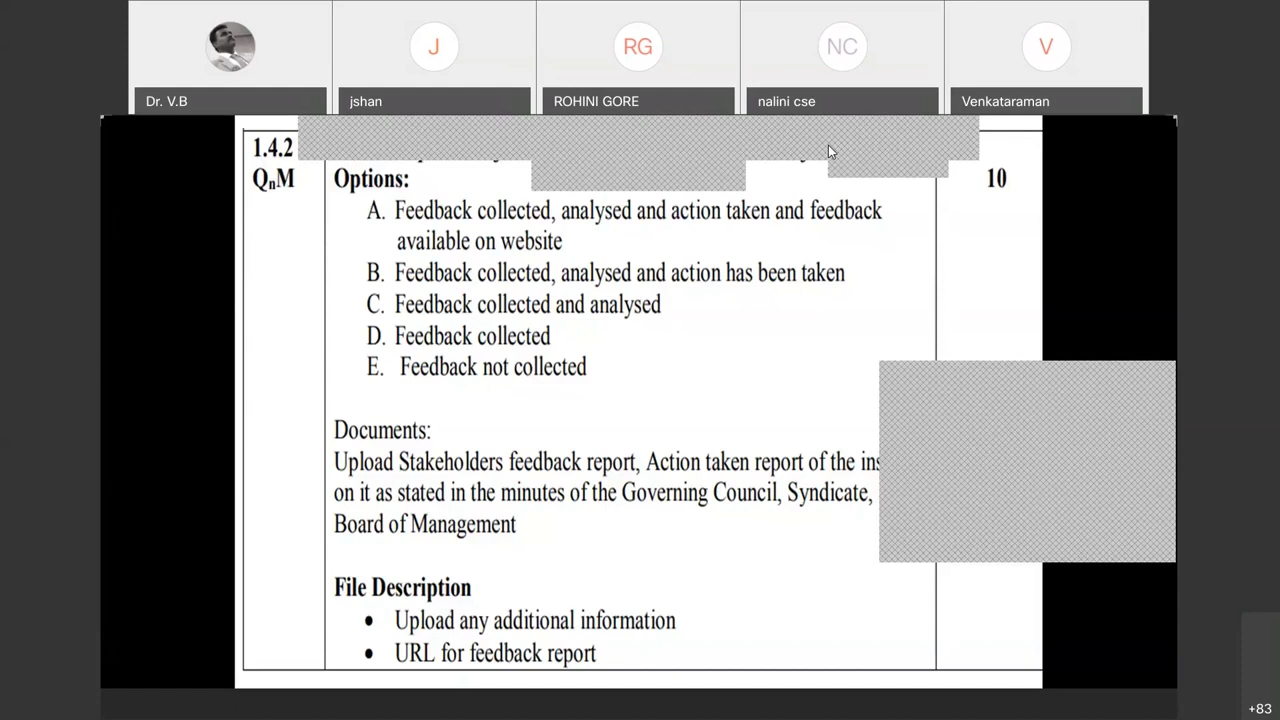 J
RG
NC
V
Dr. V.B
jshan
ROHINI GORE
nalini cse
Venkataraman
1.4.2
QnM
Options:
10
A. Feedback collected, analysed and action taken and feedback
available on website
B. Feedback collected, analysed and action has been taken
C. Feedback collected and analysed
D. Feedback collected
E. Feedback not collected
Documents:
Upload Stakeholders feedback report, Action taken report of the
on it as stated in the minutes of the Governing Council, Syndicate,
Board of Management
File Description
• Upload any additional information
• URL for feedback report
+83